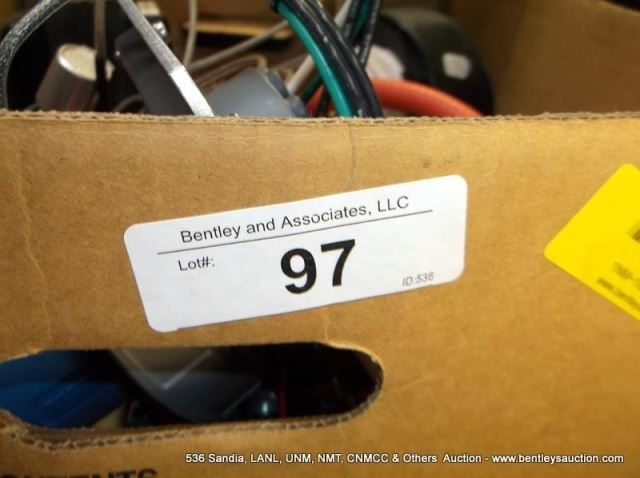 Bentley and Associates, LLC
Lot#:
97
ID:536
CONTENTS
536 Sandia, LANL, UNM, NMT, CNMCC & Others Auction - www.bentleysauction.com